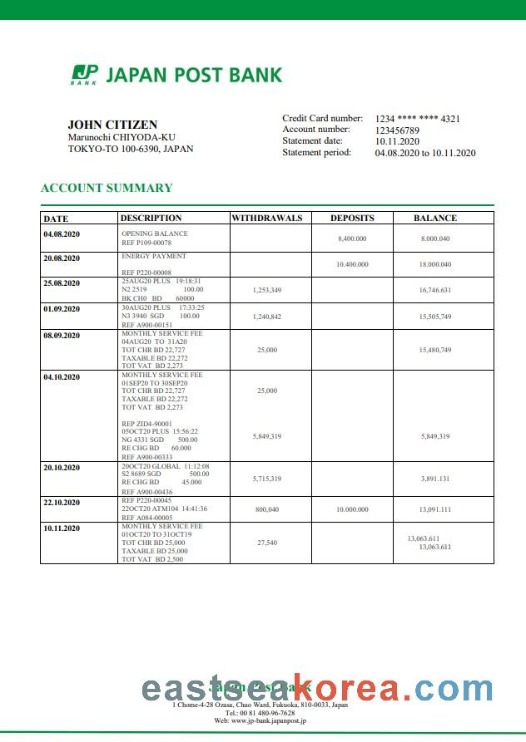 JP
BANK
JAPAN POST BANK
JOHN CITIZEN
Marunochi CHIYODA-KU
TOKYO-TO 100-6390, JAPAN
Credit Card number: 1234 **** **** 4321
Account number: 123456789
Statement date: 10.11.2020
Statement period: 04.08.2020 to 10.11.2020
ACCOUNT SUMMARY
DATE DESCRIPTION WITHDRAWALS DEPOSITS BALANCE
04.08.2020 OPENING BALANCE
REF P109-00078 8,400.000 8.000.040
20.08.2020 ENERGY PAYMENT
10.400.000 18.000.040
REF P220-00008
25.08.2020 25AUG20 PLUS 19:18:31
N2 2519 100.00 1,253,349 16,746.631
BK CH0 BD 60000
01.09.2020 30AUG20 PLUS 17:33:25
N3 3940 SGD 100.00 1,240,842 15,505,749
REF A900-00151
08.09.2020 MONTHLY SERVICE FEE
04AUG20 TO 31A20
TOT CHR BD 22,727 25,000 15,480,749
TAXABLE BD 22,272
TOT VAT BD 2,273
04.10.2020 MONTHLY SERVICE FEE
01SEP20 TO 30SEP20
TOT CHR BD 22,727 25,000
TAXABLE BD 22,272
TOT VAT BD 2,273
REP ZID4-90001
05OCT20 PLUS 15:56:22
NG 4331 SGD 500.00 5,849,319 5,849,319
RE CHG BD 60.000
REF A900-00333
20.10.2020 29OCT20 GLOBAL 11:12:08
S2 8689 SGD 500.00 5,715,319 3,891.131
RE CHG BD 45.000
REF A900-00436
22.10.2020 REF P220-00045
22OCT20 ATM104 14:41:36 800,040 10.000.000 13,091.111
REF A084-00005
10.11.2020 MONTHLY SERVICE FEE
01OCT20 TO 31OCT19
TOT CHR BD 25,000 27,540 13,063.611
TAXABLE BD 25,000 13,063.611
TOT VAT BD 2,500
Japan Post Bank
eastseakorea.com
1 Chome-4-28 Ozasa, Chuo Ward, Fukuoka, 810-0033, Japan
Tel.: 00 81 480-96-7628
Web: www.jp-bank.japanpost.jp